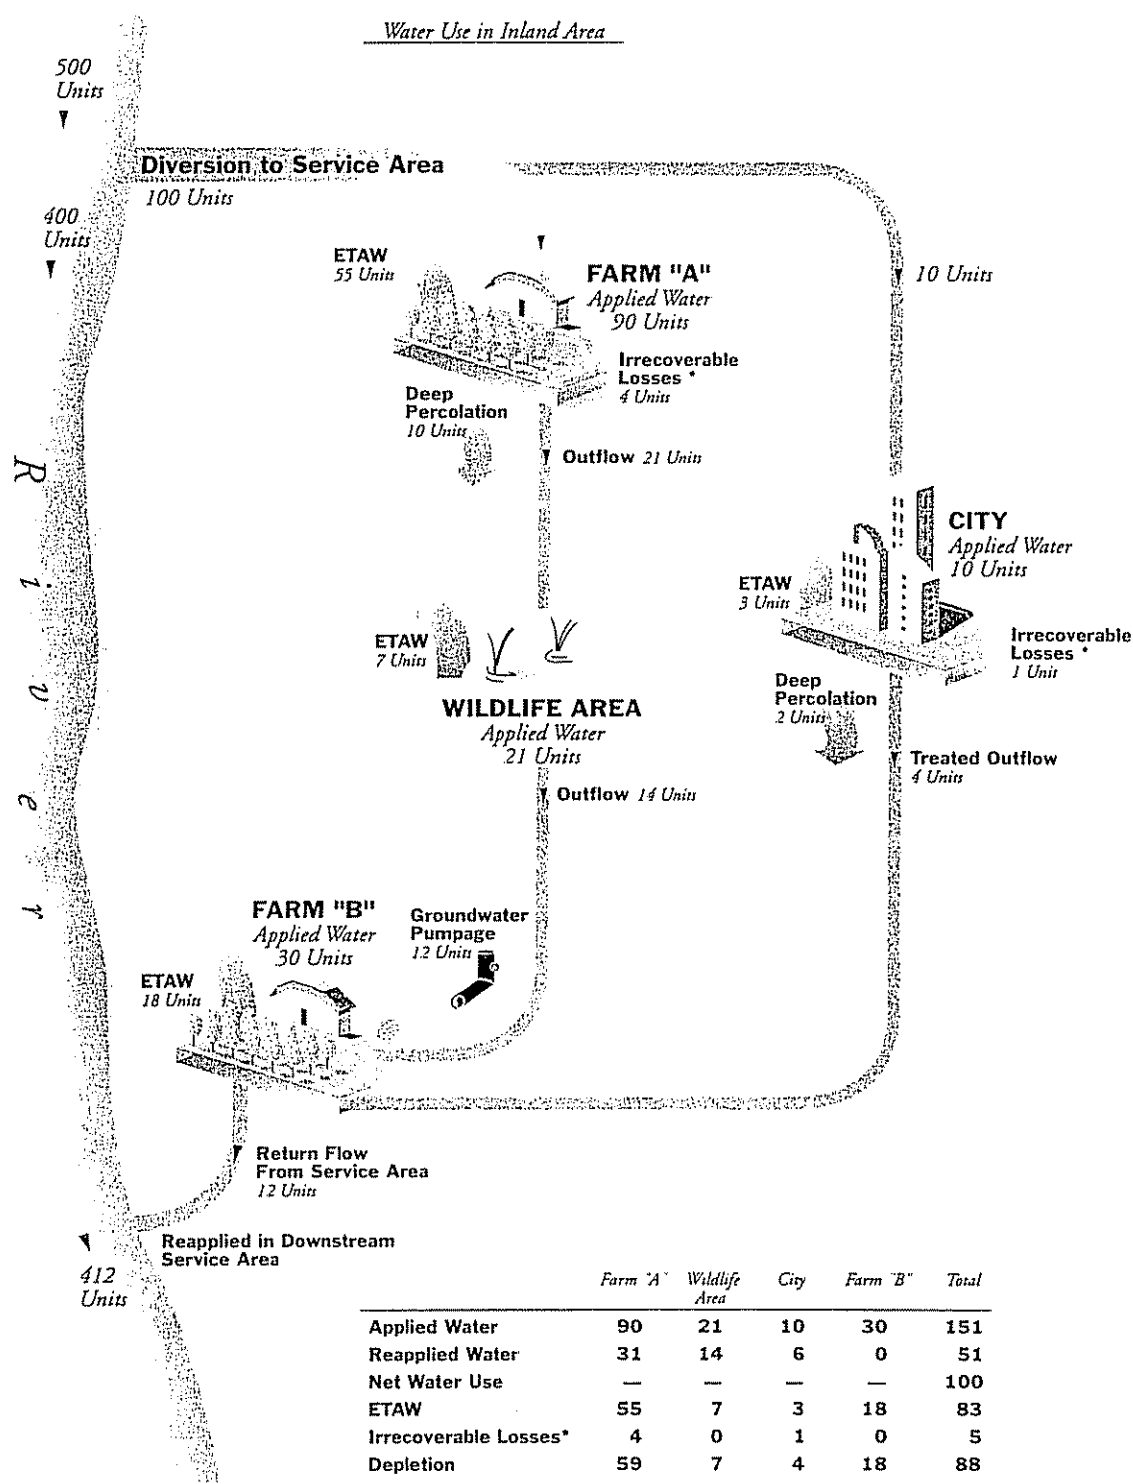 Water Use in Inland Area
500
Units
Diversion to Service Area
100 Units
400
Units
ETAW
55 Units
FARM "A"
Applied Water
90 Units
10 Units
Irrecoverable
Losses *
4 Units
Deep
Percolation
10 Units
Outflow 21 Units
River
CITY
Applied Water
10 Units
ETAW
3 Units
Irrecoverable
Losses *
1 Unit
ETAW
7 Units
Deep
Percolation
2 Units
WILDLIFE AREA
Applied Water
21 Units
Treated Outflow
4 Units
Outflow 14 Units
FARM "B"
Applied Water
30 Units
Groundwater
Pumpage
12 Units
ETAW
18 Units
Return Flow
From Service Area
12 Units
Reapplied in Downstream
Service Area
412
Units
Farm "A" Wildlife Area City Farm "B" Total
Applied Water 90 21 10 30 151
Reapplied Water 31 14 6 0 51
Net Water Use — — — — 100
ETAW 55 7 3 18 83
Irrecoverable Losses* 4 0 1 0 5
Depletion 59 7 4 18 88